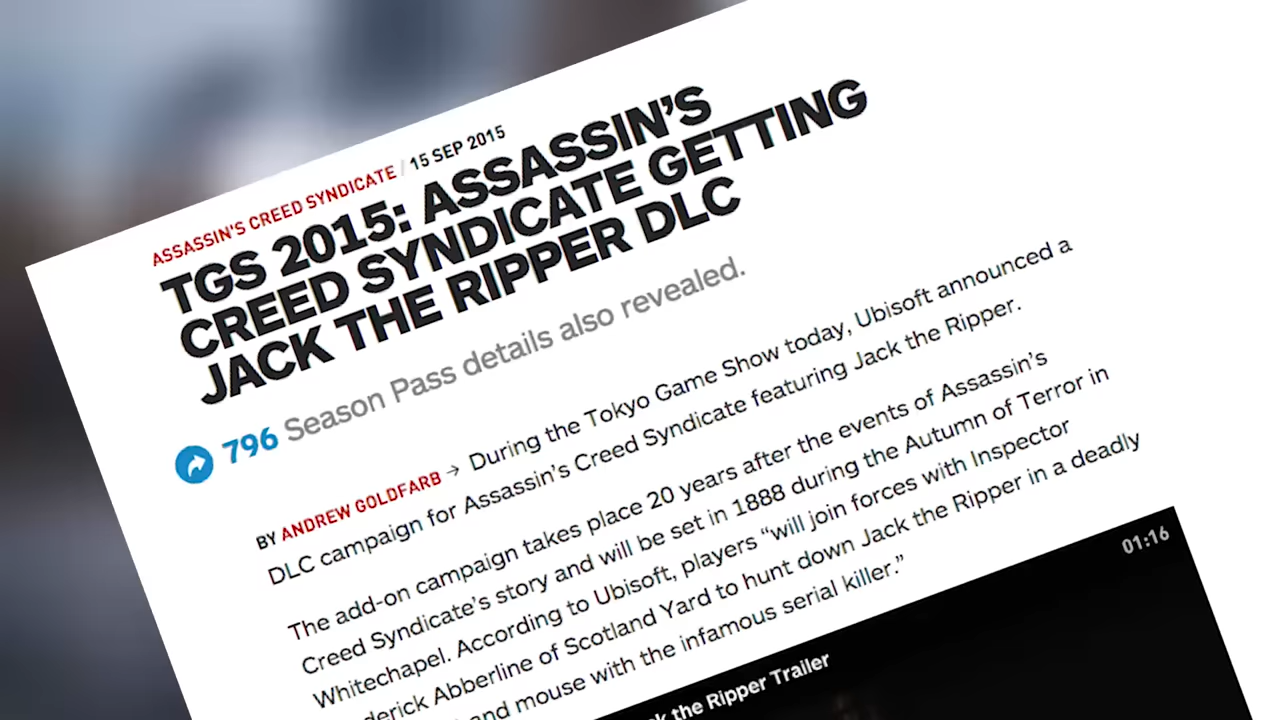 ASSASSIN'S CREED SYNDICATE / 15 SEP 2015
TGS 2015: ASSASSIN'S
CREED SYNDICATE GETTING
JACK THE RIPPER DLC
796 Season Pass details also revealed.
BY ANDREW GOLDFARB → During the Tokyo Game Show today, Ubisoft announced a
DLC campaign for Assassin's Creed Syndicate featuring Jack the Ripper.
The add-on campaign takes place 20 years after the events of Assassin's
Creed Syndicate's story and will be set in 1888 during the Autumn of Terror in
Whitechapel. According to Ubisoft, players “will join forces with Inspector
Abberline of Scotland Yard to hunt down Jack the Ripper in a deadly
and mouse with the infamous serial killer.”
01:16
the Ripper Trailer